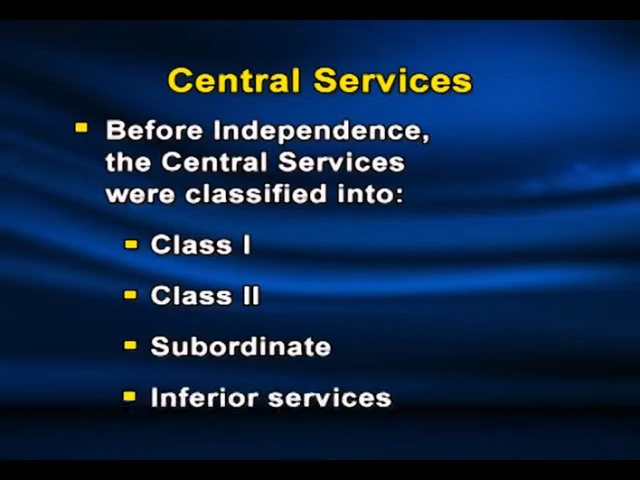 Central Services
Before Independence,
the Central Services
were classified into:
Class I
Class II
Subordinate
Inferior services